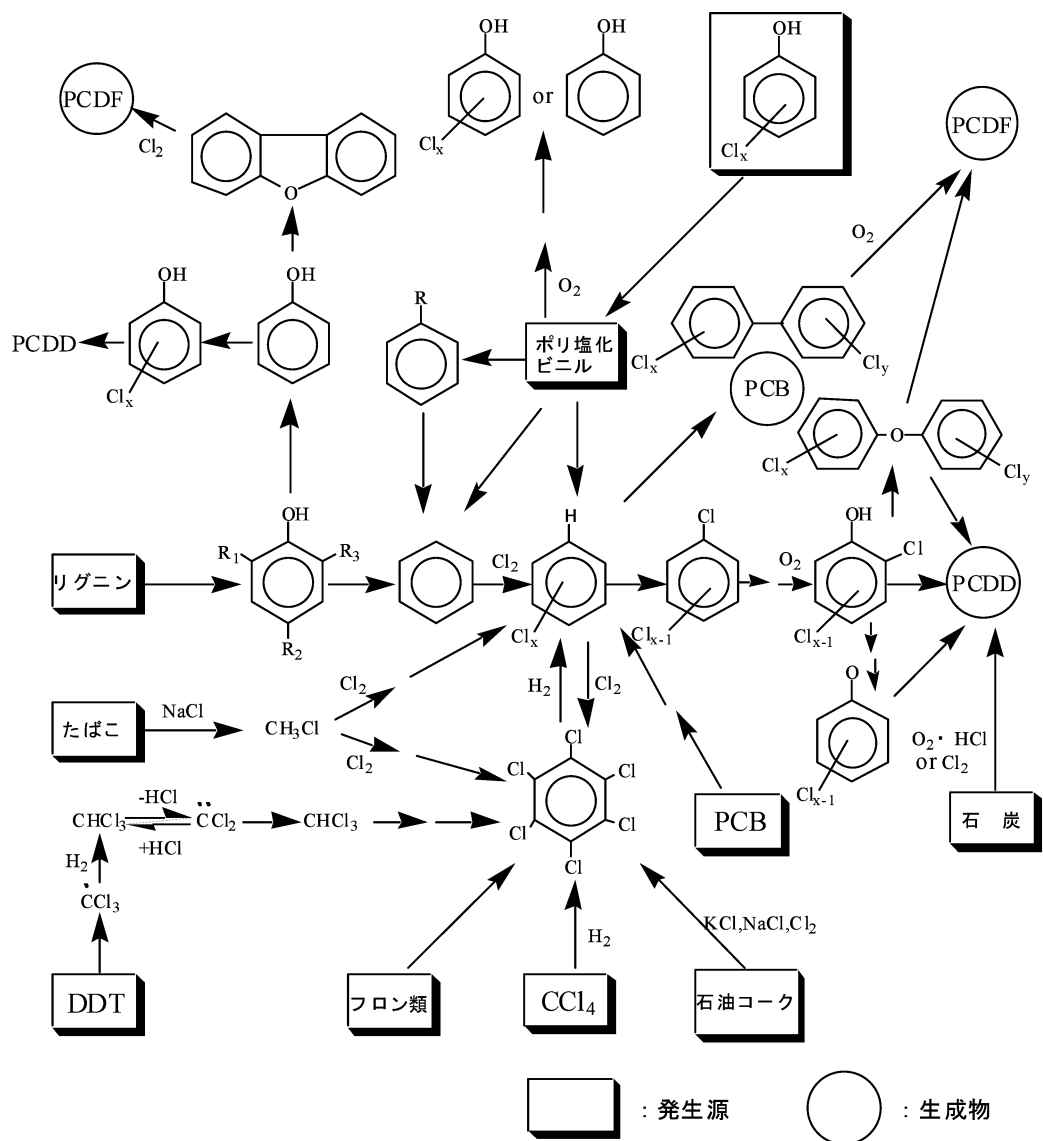 OH
OH
OH
or
Clx
Clx
PCDF
Cl2
O
PCDF
O2
O2
OH
OH
PCDD
Clx
R
ポリ塩化
ビニル
Clx
Cly
PCB
O
Clx
Cly
OH
R1
R3
R2
リグニン
Cl2
H
Clx
Cl
Clx-1
O2
OH
Cl
Clx-1
PCDD
たばこ
NaCl
CH3Cl
Cl2
Cl2
H2
Cl2
O
Clx-1
O2・HCl
or Cl2
Cl
Cl
Cl
Cl
Cl
Cl
PCB
石 炭
CHCl3
-HCl
+HCl
C̈Cl2
CHCl3
H2
ĊCl3
H2
KCl,NaCl,Cl2
DDT
フロン類
CCl4
石油コーク
:発生源
:生成物